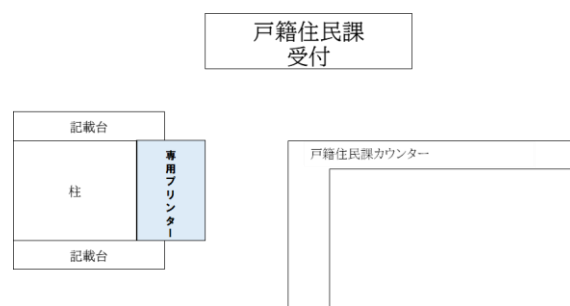 戸籍住民課
受付
記載台
戸籍住民課カウンター
専用プリンター
柱
記載台